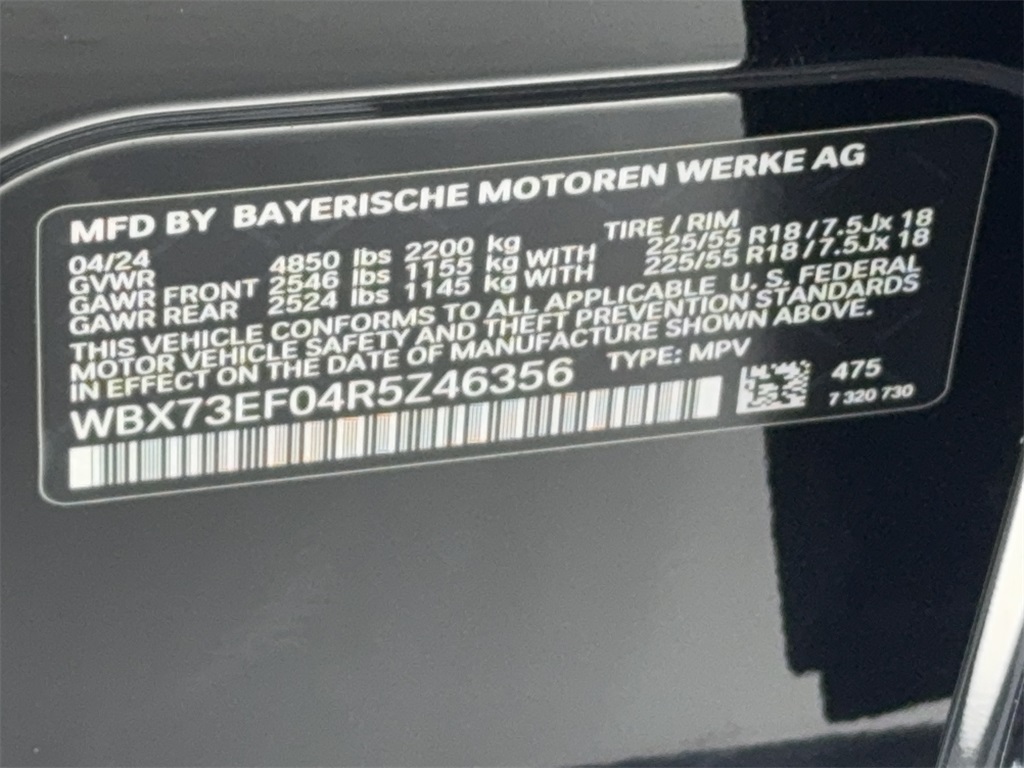 MFD BY BAYERISCHE MOTOREN WERKE AG
04/24 TIRE / RIM
GVWR 4850 lbs 2200 kg
GAWR FRONT 2546 lbs 1155 kg WITH 225/55 R18/7.5Jx 18
GAWR REAR 2524 lbs 1145 kg WITH 225/55 R18/7.5Jx 18
THIS VEHICLE CONFORMS TO ALL APPLICABLE U. S. FEDERAL
MOTOR VEHICLE SAFETY AND THEFT PREVENTION STANDARDS
IN EFFECT ON THE DATE OF MANUFACTURE SHOWN ABOVE.
WBX73EF04R5Z46356 TYPE: MPV
475
7 320 730